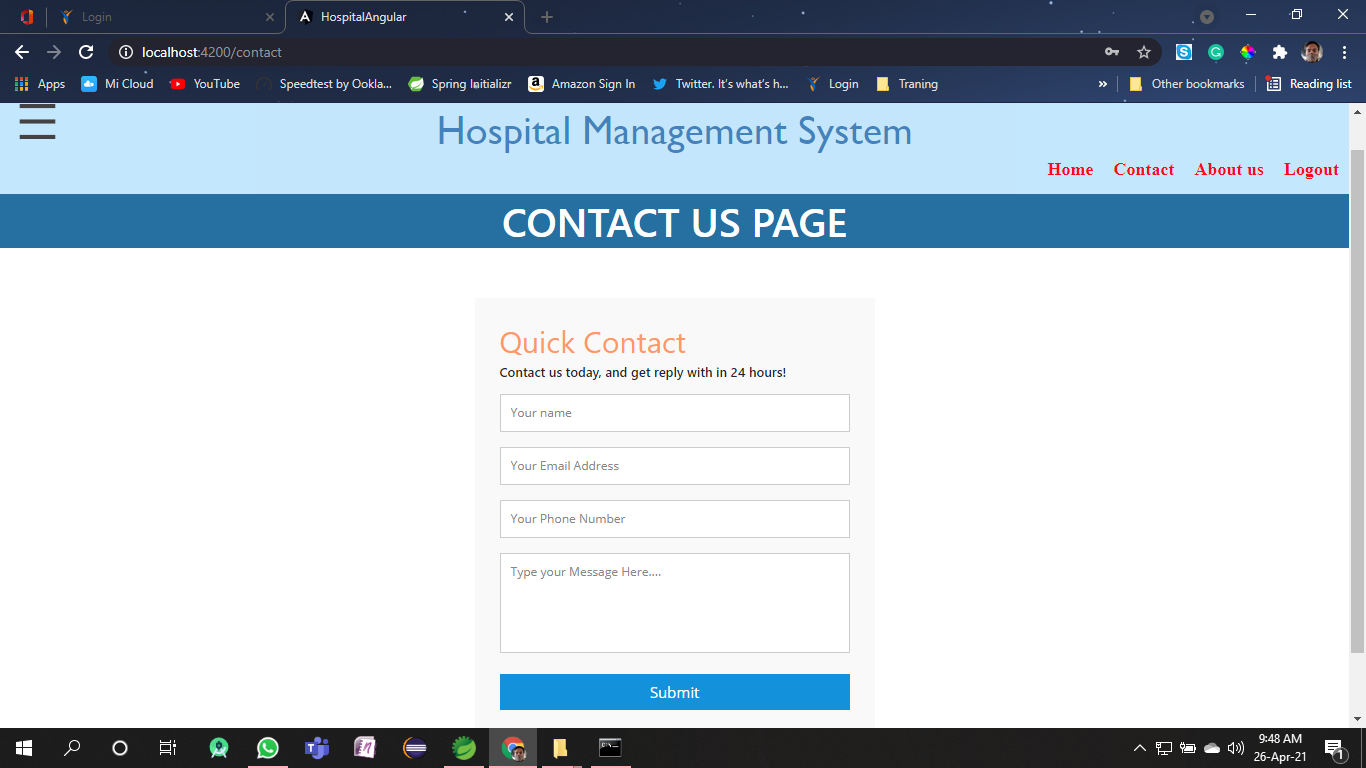 Login
HospitalAngular
localhost:4200/contact
Apps
Mi Cloud
YouTube
Speedtest by Ookla...
Spring Initializr
Amazon Sign In
Twitter. It's what's h...
Login
Traning
»
Other bookmarks
Reading list
Hospital Management System
Home
Contact
About us
Logout
CONTACT US PAGE
Quick Contact
Contact us today, and get reply with in 24 hours!
Your name
Your Email Address
Your Phone Number
Type your Message Here....
Submit
9:48 AM
26-Apr-21
1